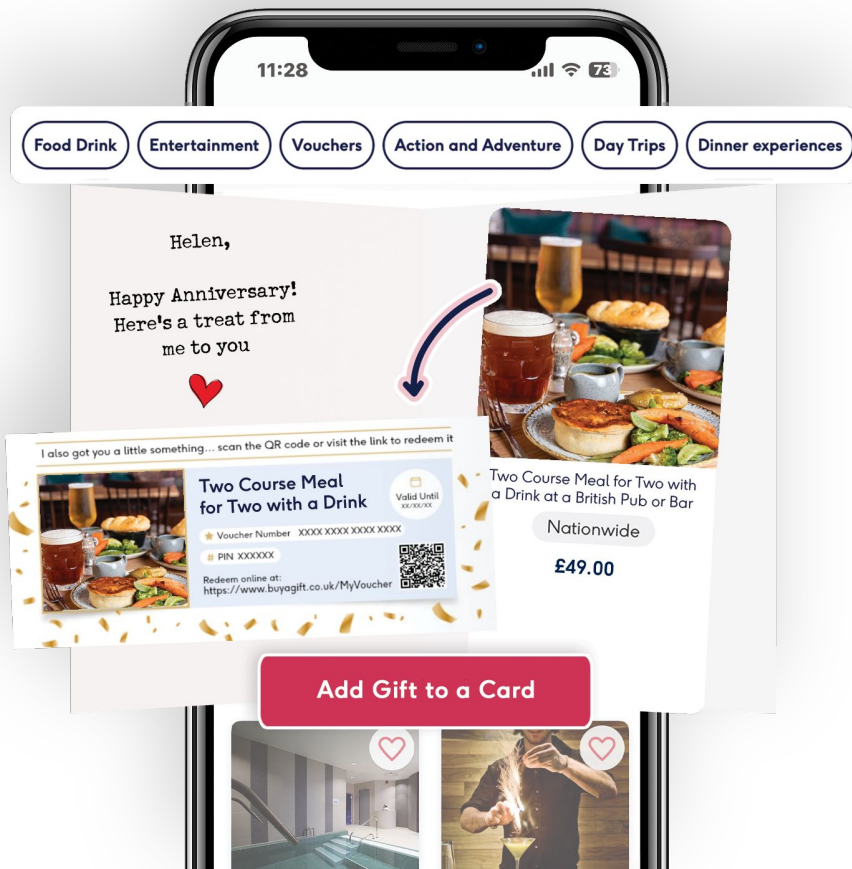 11:28
73
Food Drink
Entertainment
Vouchers
Action and Adventure
Day Trips
Dinner experiences
Helen,
Happy Anniversary!
Here's a treat from
me to you
I also got you a little something... scan the QR code or visit the link to redeem it
Two Course Meal
for Two with a Drink
Valid Until
xx/xx/xx
Voucher Number XXXX XXXX XXXX XXXX
# PIN XXXXXX
Redeem online at:
https://www.buyagift.co.uk/MyVoucher
Two Course Meal for Two with
a Drink at a British Pub or Bar
Nationwide
£49.00
Add Gift to a Card